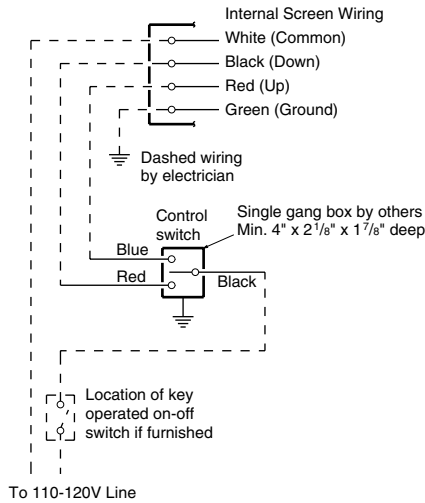 Internal Screen Wiring
White (Common)
Black (Down)
Red (Up)
Green (Ground)
Dashed wiring
by electrician
Control
switch
Single gang box by others
Min. 4" x 2 1/8" x 1 7/8" deep
Blue
Red
Black
Location of key
operated on-off
switch if furnished
To 110-120V Line